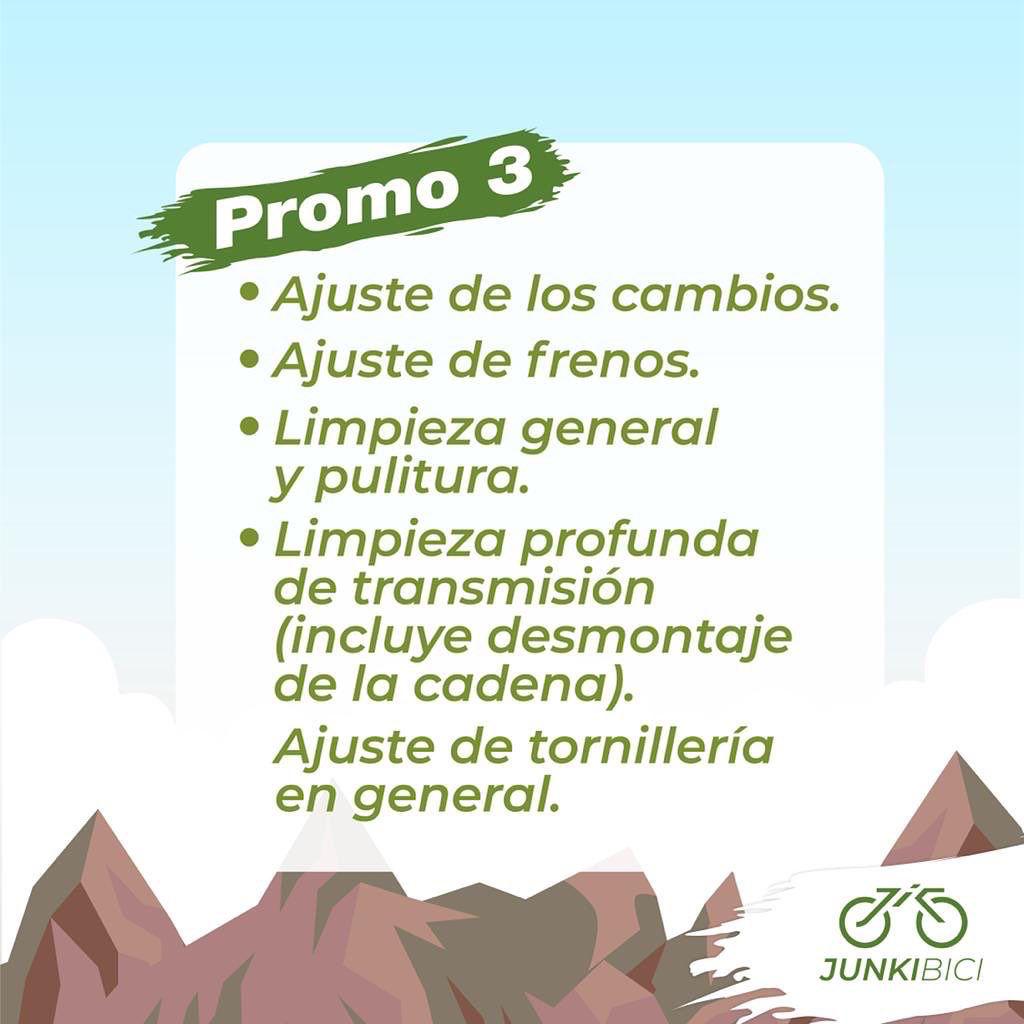 Promo 3
• Ajuste de los cambios.
• Ajuste de frenos.
• Limpieza general
y pulitura.
• Limpieza profunda
de transmisión
(incluye desmontaje
de la cadena).
Ajuste de tornillería
en general.
JUNKIBICI